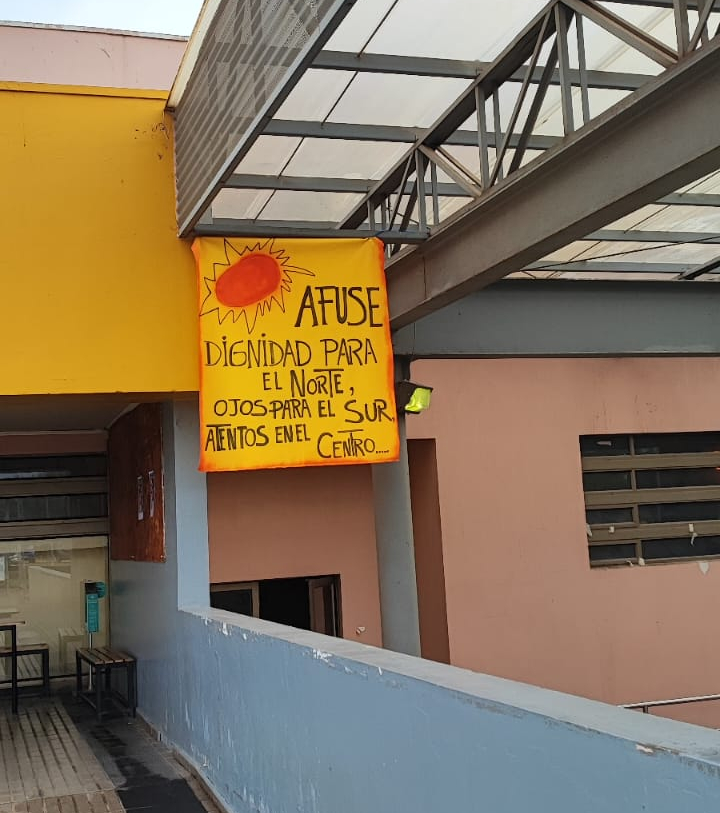 AFUSE
DIGNIDAD PARA
EL NORTE,
OJOS PARA EL SUR,
ATENTOS EN EL CENTRO.....